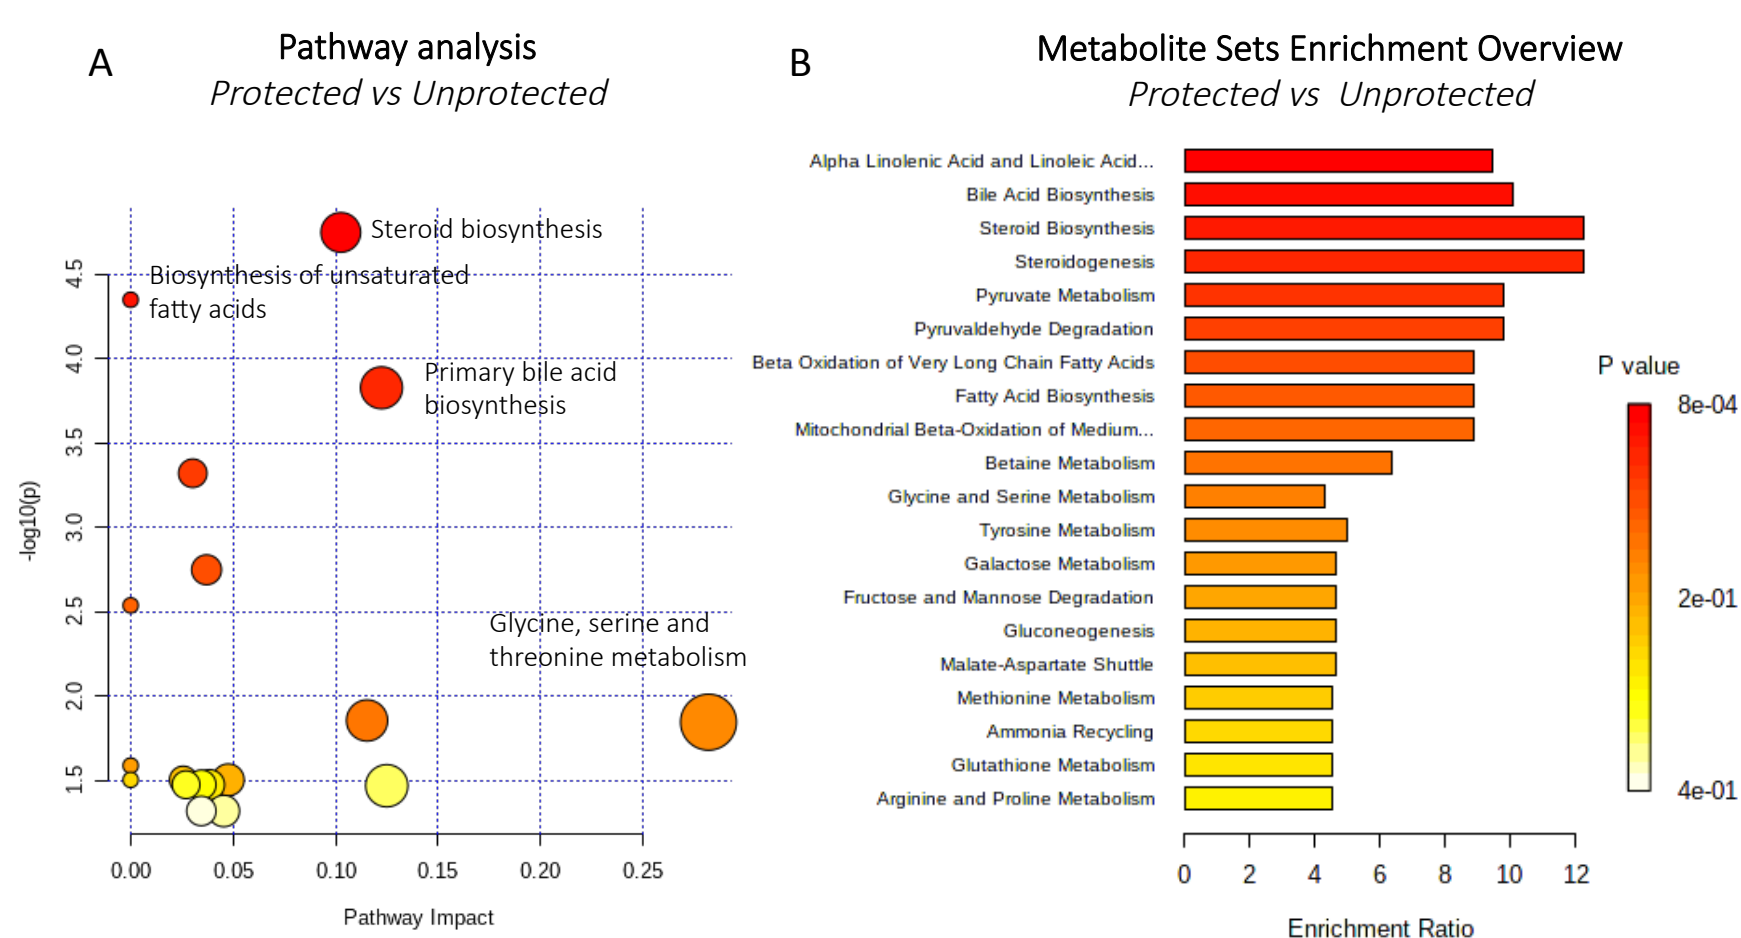 A
Pathway analysis
Protected vs Unprotected
Steroid biosynthesis
Biosynthesis of unsaturated
fatty acids
Primary bile acid
biosynthesis
Glycine, serine and
threonine metabolism
-log10(p)
4.5
4.0
3.5
3.0
2.5
2.0
1.5
0.00 0.05 0.10 0.15 0.20 0.25
Pathway Impact
B
Metabolite Sets Enrichment Overview
Protected vs Unprotected
Alpha Linolenic Acid and Linoleic Acid...
Bile Acid Biosynthesis
Steroid Biosynthesis
Steroidogenesis
Pyruvate Metabolism
Pyruvaldehyde Degradation
Beta Oxidation of Very Long Chain Fatty Acids
Fatty Acid Biosynthesis
Mitochondrial Beta-Oxidation of Medium...
Betaine Metabolism
Glycine and Serine Metabolism
Tyrosine Metabolism
Galactose Metabolism
Fructose and Mannose Degradation
Gluconeogenesis
Malate-Aspartate Shuttle
Methionine Metabolism
Ammonia Recycling
Glutathione Metabolism
Arginine and Proline Metabolism
0 2 4 6 8 10 12
Enrichment Ratio
P value
8e-04
2e-01
4e-01